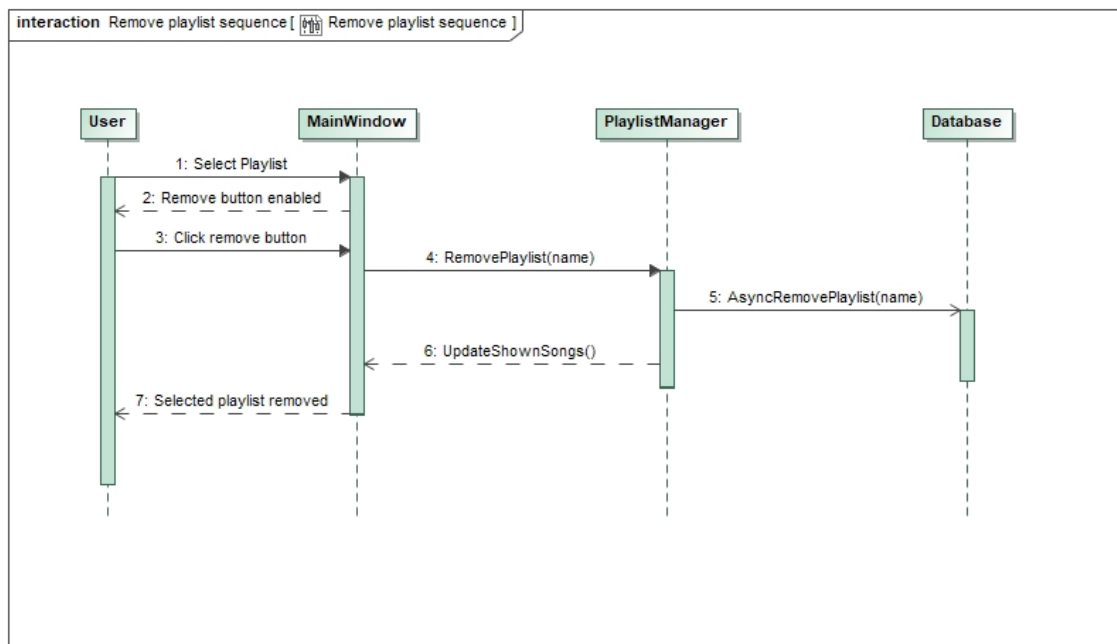 interaction Remove playlist sequence [ Remove playlist sequence ]
User
MainWindow
PlaylistManager
Database
1: Select Playlist
2: Remove button enabled
3: Click remove button
4: RemovePlaylist(name)
5: AsyncRemovePlaylist(name)
6: UpdateShownSongs()
7: Selected playlist removed